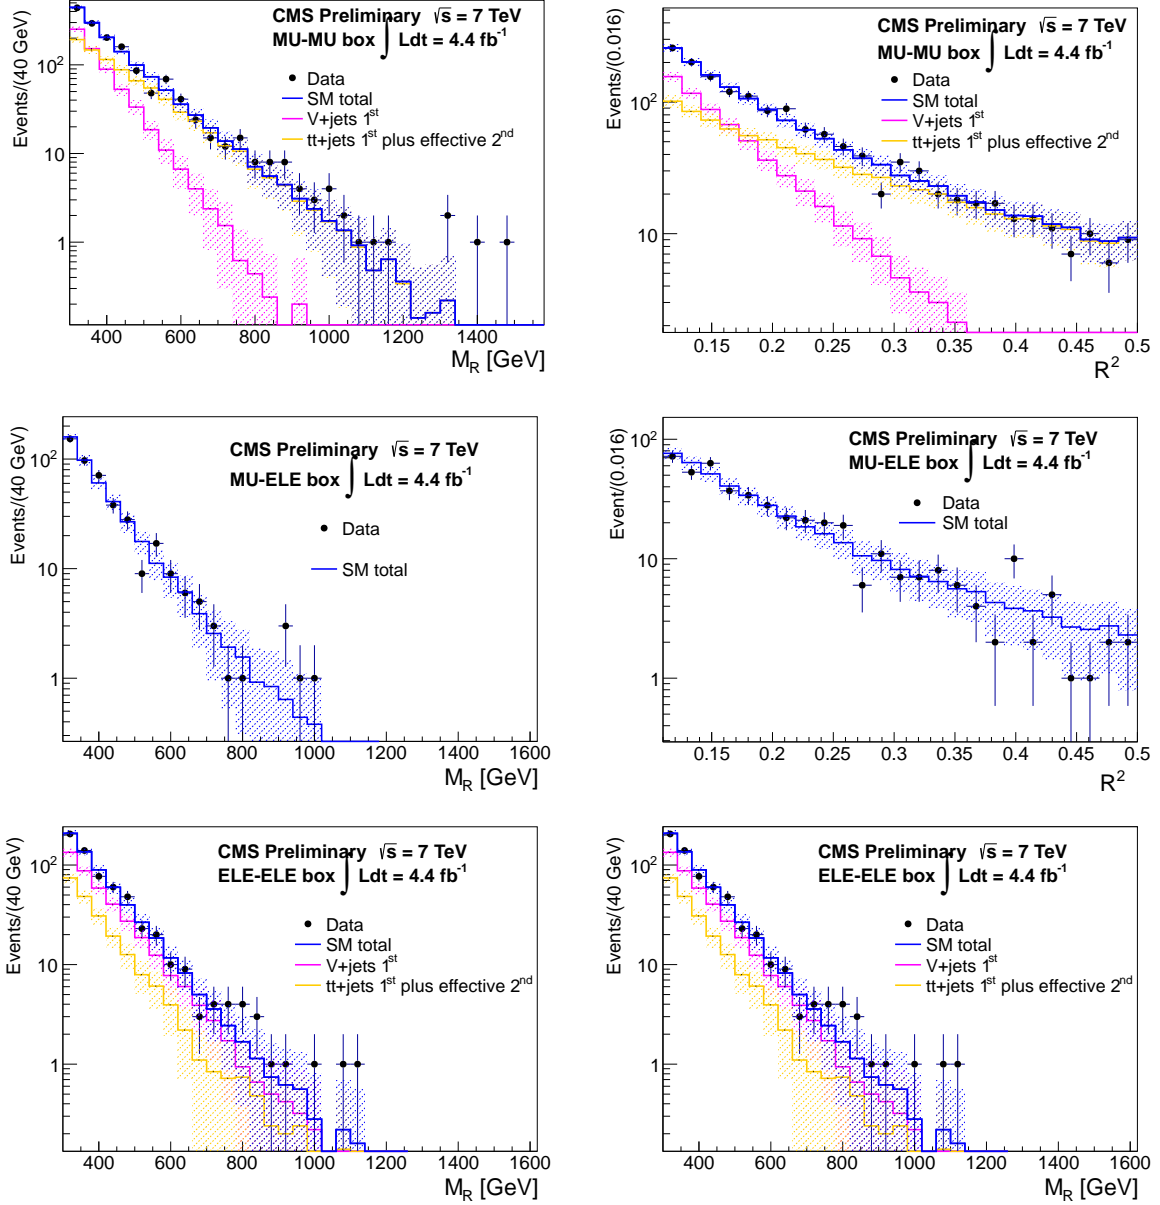 CMS Preliminary √s = 7 TeV
MU-MU box ∫ Ldt = 4.4 fb⁻¹
Data
SM total
V+jets 1ˢᵗ
tt+jets 1ˢᵗ plus effective 2ⁿᵈ
Events/(40 GeV)
10²
10
1
400 600 800 1000 1200 1400
M_R [GeV]
CMS Preliminary √s = 7 TeV
MU-MU box ∫ Ldt = 4.4 fb⁻¹
Data
SM total
V+jets 1ˢᵗ
tt+jets 1ˢᵗ plus effective 2ⁿᵈ
Events/(0.016)
10²
10
0.15 0.2 0.25 0.3 0.35 0.4 0.45 0.5
R²
CMS Preliminary √s = 7 TeV
MU-ELE box ∫ Ldt = 4.4 fb⁻¹
Data
SM total
Events/(40 GeV)
10²
10
1
400 600 800 1000 1200 1400 1600
M_R [GeV]
CMS Preliminary √s = 7 TeV
MU-ELE box ∫ Ldt = 4.4 fb⁻¹
Data
SM total
Event/(0.016)
10²
10
1
0.15 0.2 0.25 0.3 0.35 0.4 0.45 0.5
R²
CMS Preliminary √s = 7 TeV
ELE-ELE box ∫ Ldt = 4.4 fb⁻¹
Data
SM total
V+jets 1ˢᵗ
tt+jets 1ˢᵗ plus effective 2ⁿᵈ
Events/(40 GeV)
10²
10
1
400 600 800 1000 1200 1400 1600
M_R [GeV]
CMS Preliminary √s = 7 TeV
ELE-ELE box ∫ Ldt = 4.4 fb⁻¹
Data
SM total
V+jets 1ˢᵗ
tt+jets 1ˢᵗ plus effective 2ⁿᵈ
Events/(40 GeV)
10²
10
1
400 600 800 1000 1200 1400 1600
M_R [GeV]